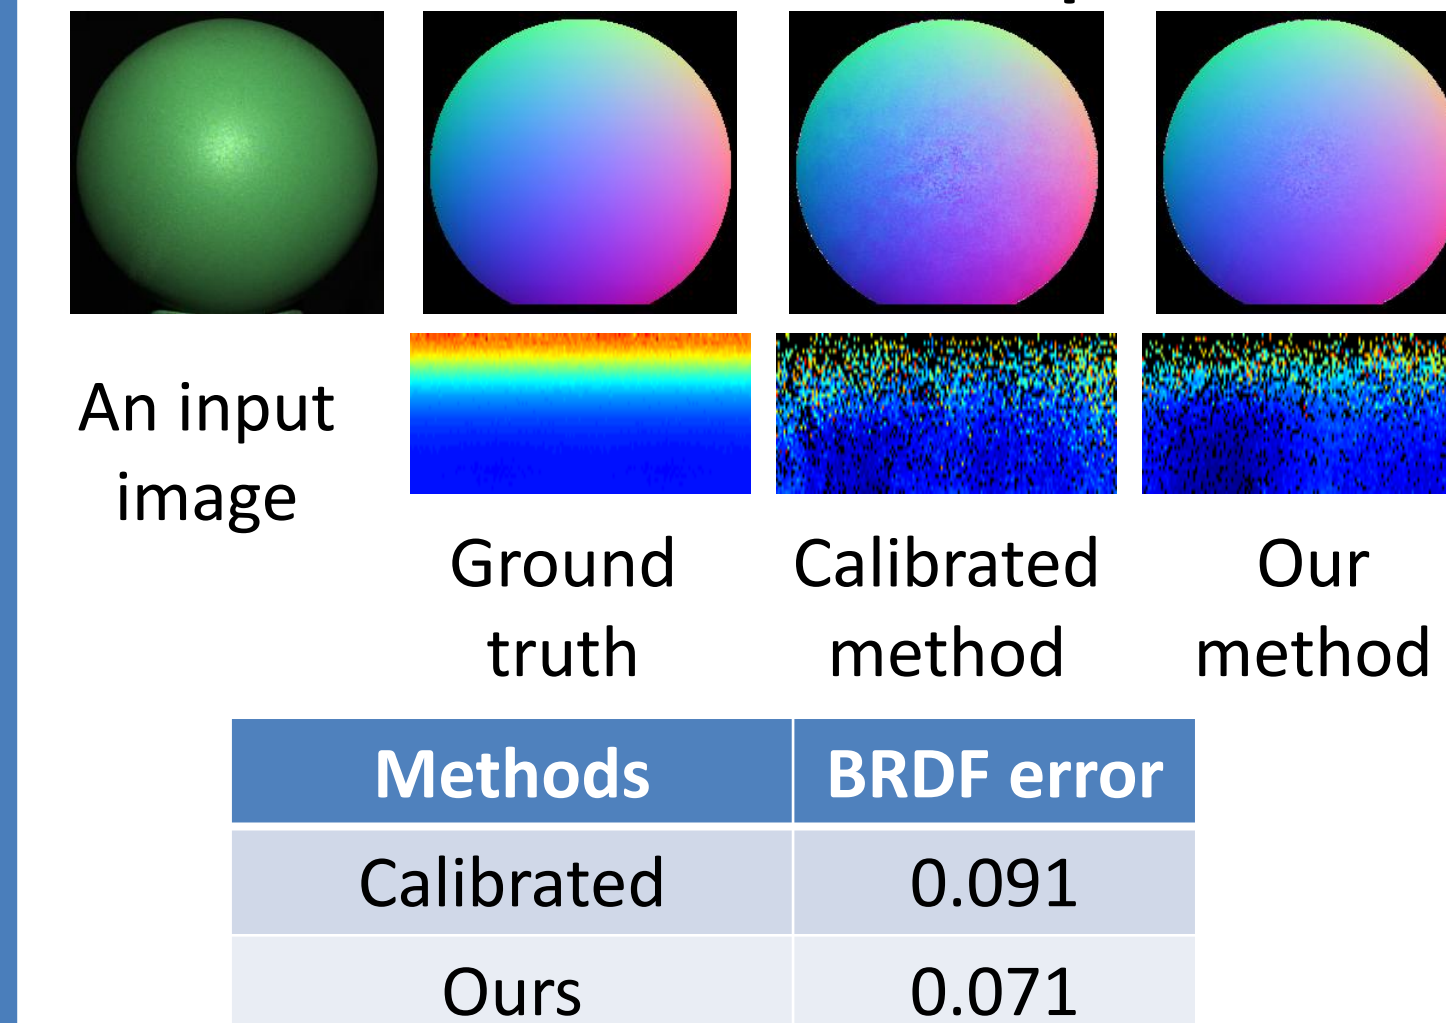 An input
image
Ground
truth
Calibrated
method
Our
method
Methods BRDF error
Calibrated 0.091
Ours 0.071